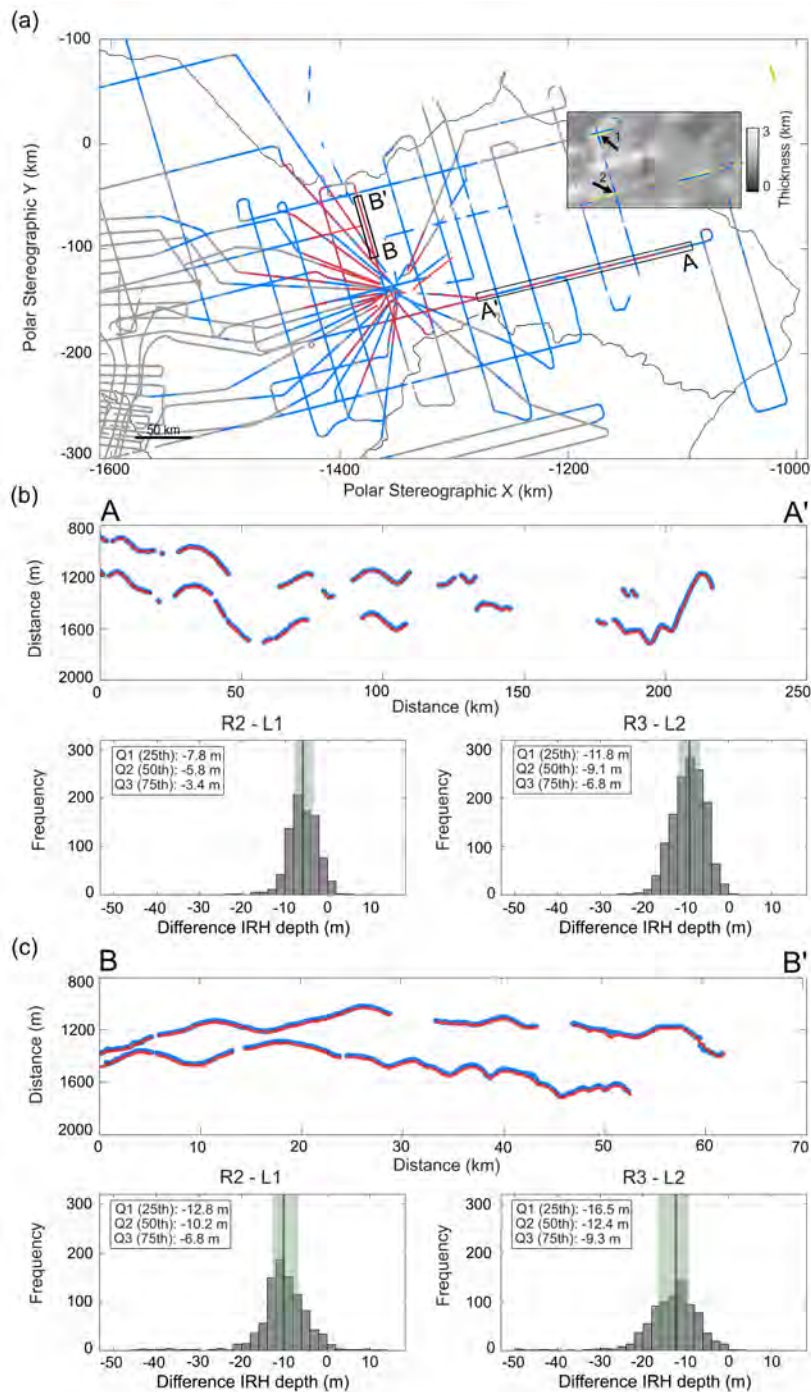 (a)
-100
0
-100
-200
-300
Polar Stereographic Y (km)
B'
B
A
A'
1
2
3
0
Thickness (km)
50 km
-1600
-1400
-1200
-1000
Polar Stereographic X (km)
(b)
A
A'
800
1200
1600
2000
Distance (m)
0
50
100
150
200
250
Distance (km)
R2 - L1
Q1 (25th): -7.8 m
Q2 (50th): -5.8 m
Q3 (75th): -3.4 m
300
200
100
0
Frequency
-50 -40 -30 -20 -10 0 10
Difference IRH depth (m)
R3 - L2
Q1 (25th): -11.8 m
Q2 (50th): -9.1 m
Q3 (75th): -6.8 m
300
200
100
0
Frequency
-50 -40 -30 -20 -10 0 10
Difference IRH depth (m)
(c)
B
B'
800
1200
1600
2000
Distance (m)
0 10 20 30 40 50 60 70
Distance (km)
R2 - L1
Q1 (25th): -12.8 m
Q2 (50th): -10.2 m
Q3 (75th): -6.8 m
300
200
100
0
Frequency
-50 -40 -30 -20 -10 0 10
Difference IRH depth (m)
R3 - L2
Q1 (25th): -16.5 m
Q2 (50th): -12.4 m
Q3 (75th): -9.3 m
300
200
100
0
Frequency
-50 -40 -30 -20 -10 0 10
Difference IRH depth (m)